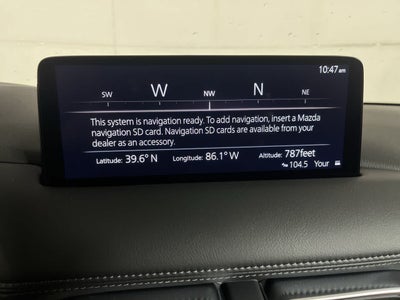 10:47 am
SW W NW N NE
This system is navigation ready. To add navigation, insert a Mazda
navigation SD card. Navigation SD cards are available from your
dealer as an accessory.
Latitude: 39.6° N Longitude: 86.1° W Altitude: 787feet
104.5 Your